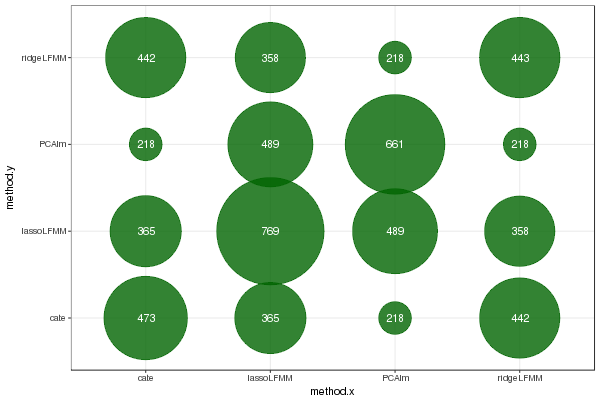 ridgeLFMM 442 358 218 443
PCAlm 218 489 661 218
lassoLFMM 365 769 489 358
cate 473 365 218 442
method.y
cate lassoLFMM PCAlm ridgeLFMM
method.x